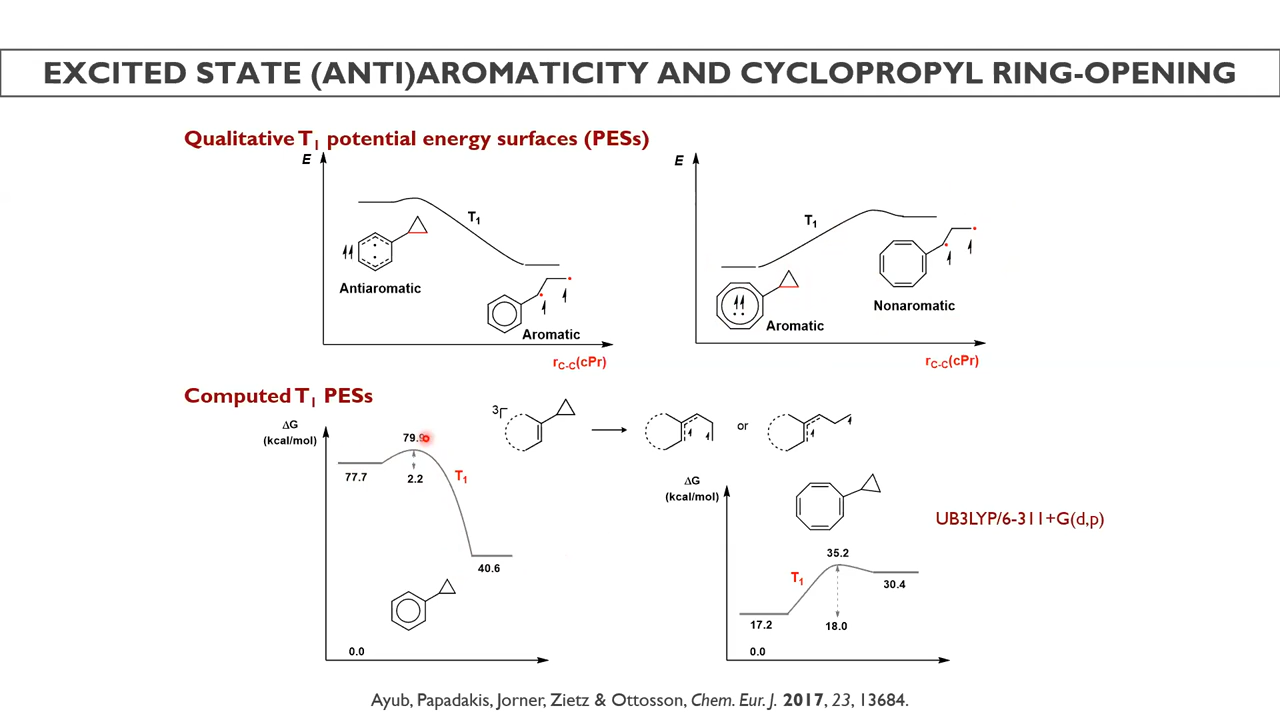 EXCITED STATE (ANTI)AROMATICITY AND CYCLOPROPYL RING-OPENING
Qualitative T1 potential energy surfaces (PESs)
E
T1
Antiaromatic
Aromatic
rC-C(cPr)
E
T1
Aromatic
Nonaromatic
rC-C(cPr)
Computed T1 PESs
3
or
ΔG
(kcal/mol)
77.7
2.2
T1
40.6
0.0
ΔG
(kcal/mol)
UB3LYP/6-311+G(d,p)
35.2
T1
30.4
17.2
18.0
0.0
Ayub, Papadakis, Jorner, Zietz & Ottosson, Chem. Eur. J. 2017, 23, 13684.